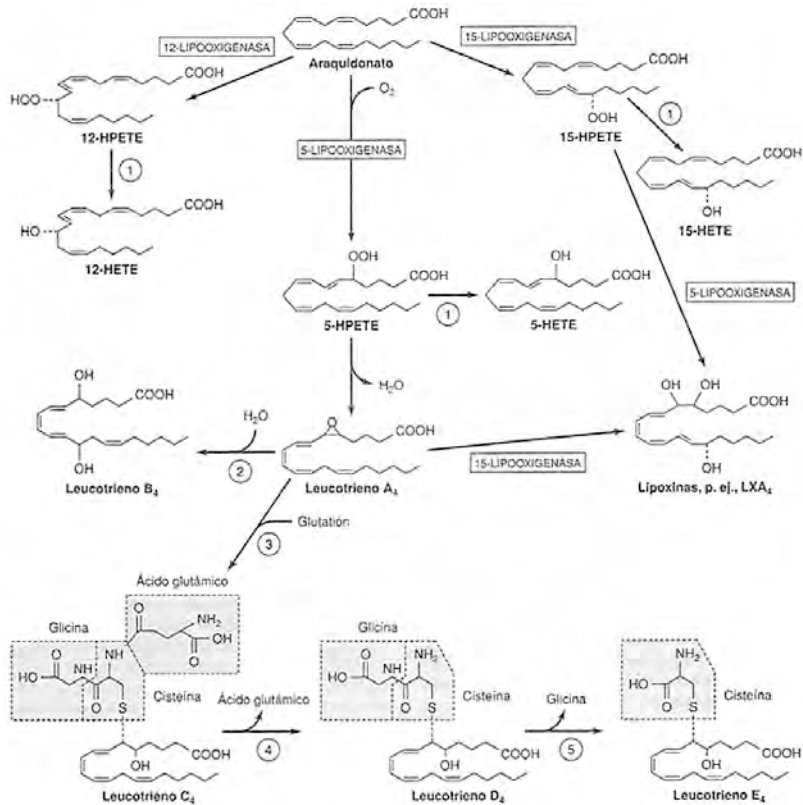 COOH
12-LIPOOXIGENASA
15-LIPOOXIGENASA
Araquidonato
COOH
COOH
HOO
O₂
12-HPETE
OOH
15-HPETE
1
1
5-LIPOOXIGENASA
COOH
COOH
HO
OH
15-HETE
12-HETE
OOH
OH
COOH
COOH
5-LIPOOXIGENASA
5-HPETE
1
5-HETE
OH
COOH
H₂O
OH
OH
COOH
H₂O
O
COOH
2
OH
Leucotrieno B₄
Leucotrieno A₄
15-LIPOOXIGENASA
OH
Lipoxinas, p. ej., LXA₄
3
Glutatión
Ácido glutámico
O
NH₂
OH
O
Glicina
NH
O
NH
HO
O
S
Cisteína
Glicina
O
NH
NH₂
HO
O
S
Cisteína
NH₂
HO
O
S
Cisteína
Ácido glutámico
4
Glicina
5
COOH
OH
COOH
OH
COOH
OH
Leucotrieno C₄
Leucotrieno D₄
Leucotrieno E₄